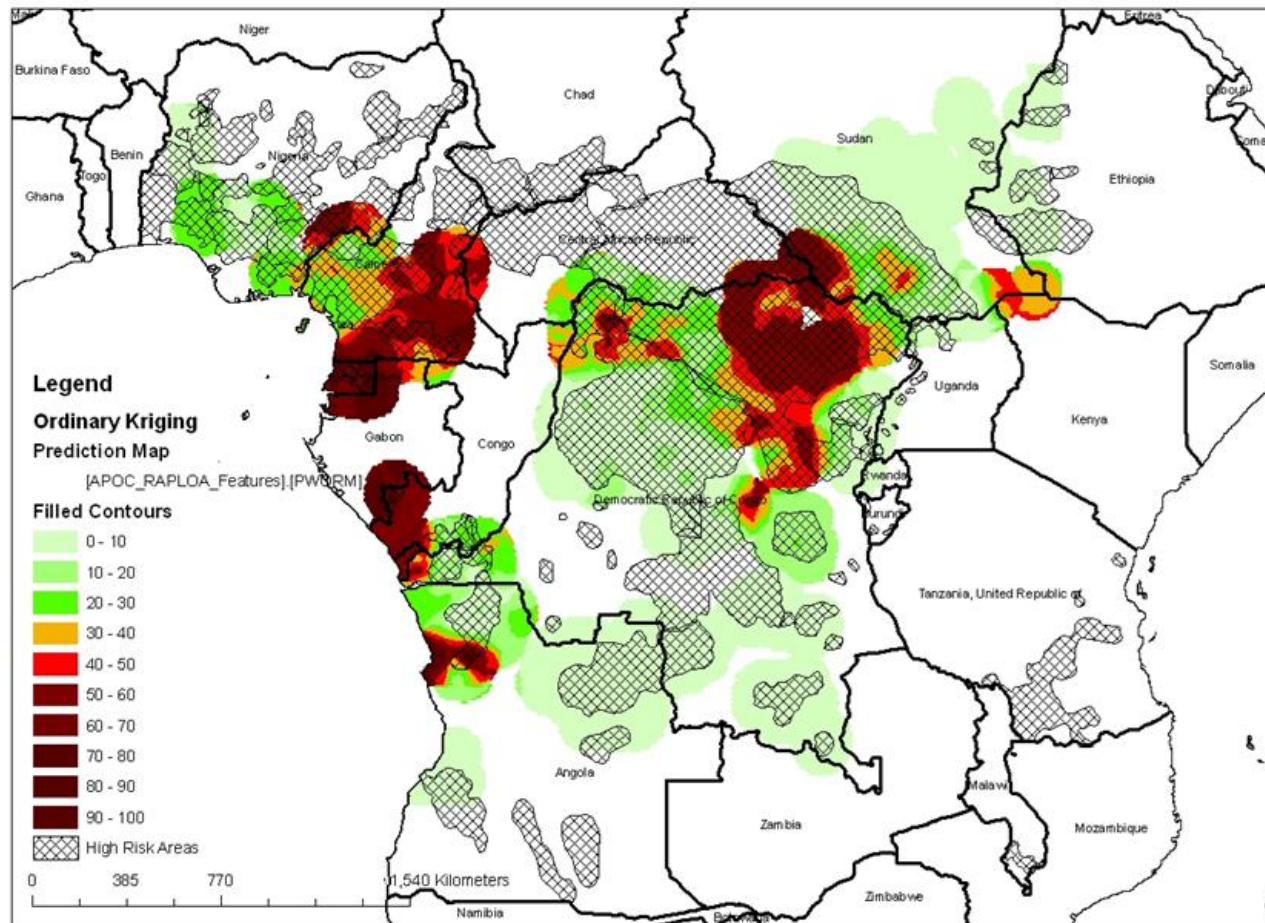 Mali
Niger
Eritrea
Burkina Faso
Chad
Djibouti
Sudan
Benin
Nigeria
Ghana
Togo
Ethiopia
Central African Republic
Somalia
Uganda
Kenya
Gabon
Congo
Rwanda
Democratic Republic of Congo
Tanzania, United Republic of
Angola
Malawi
Zambia
Mozambique
Zimbabwe
Namibia
Legend
Ordinary Kriging
Prediction Map
[APOC_RAPLOA_Features].[PWORM]
Filled Contours
0 - 10
10 - 20
20 - 30
30 - 40
40 - 50
50 - 60
60 - 70
70 - 80
80 - 90
90 - 100
High Risk Areas
0 385 770 1,540 Kilometers